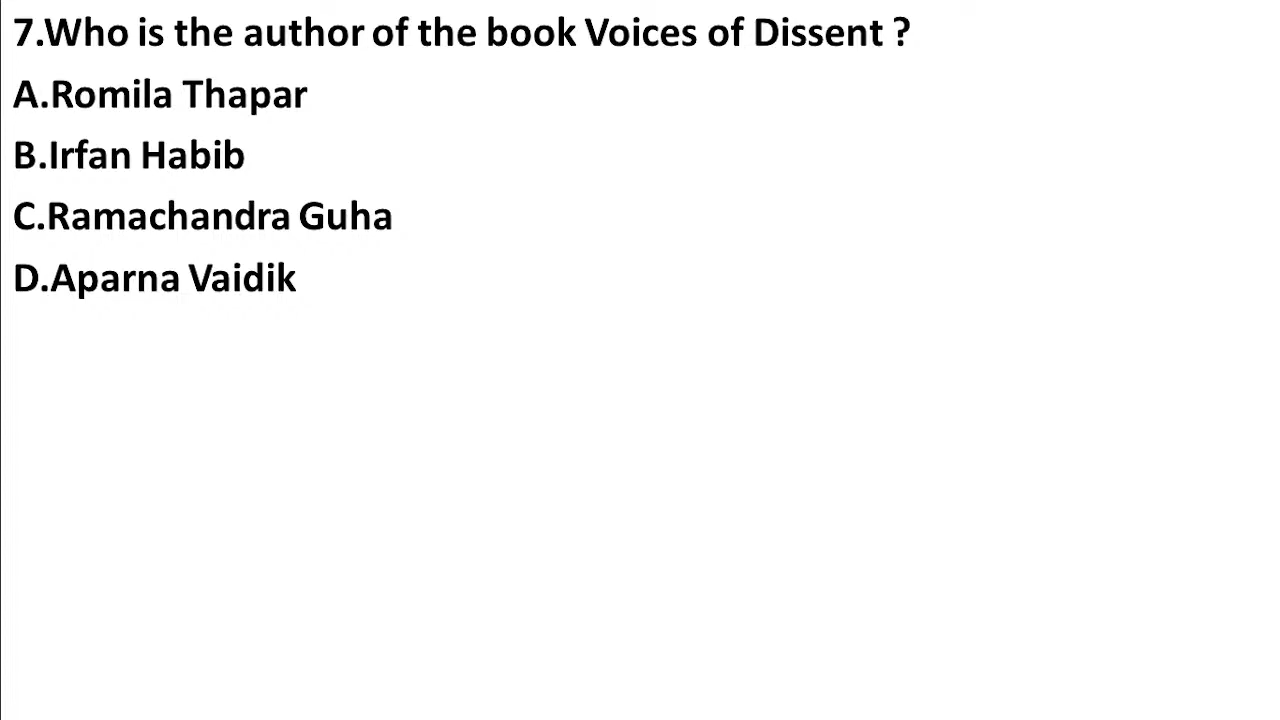 7.Who is the author of the book Voices of Dissent ?
A.Romila Thapar
B.Irfan Habib
C.Ramachandra Guha
D.Aparna Vaidik